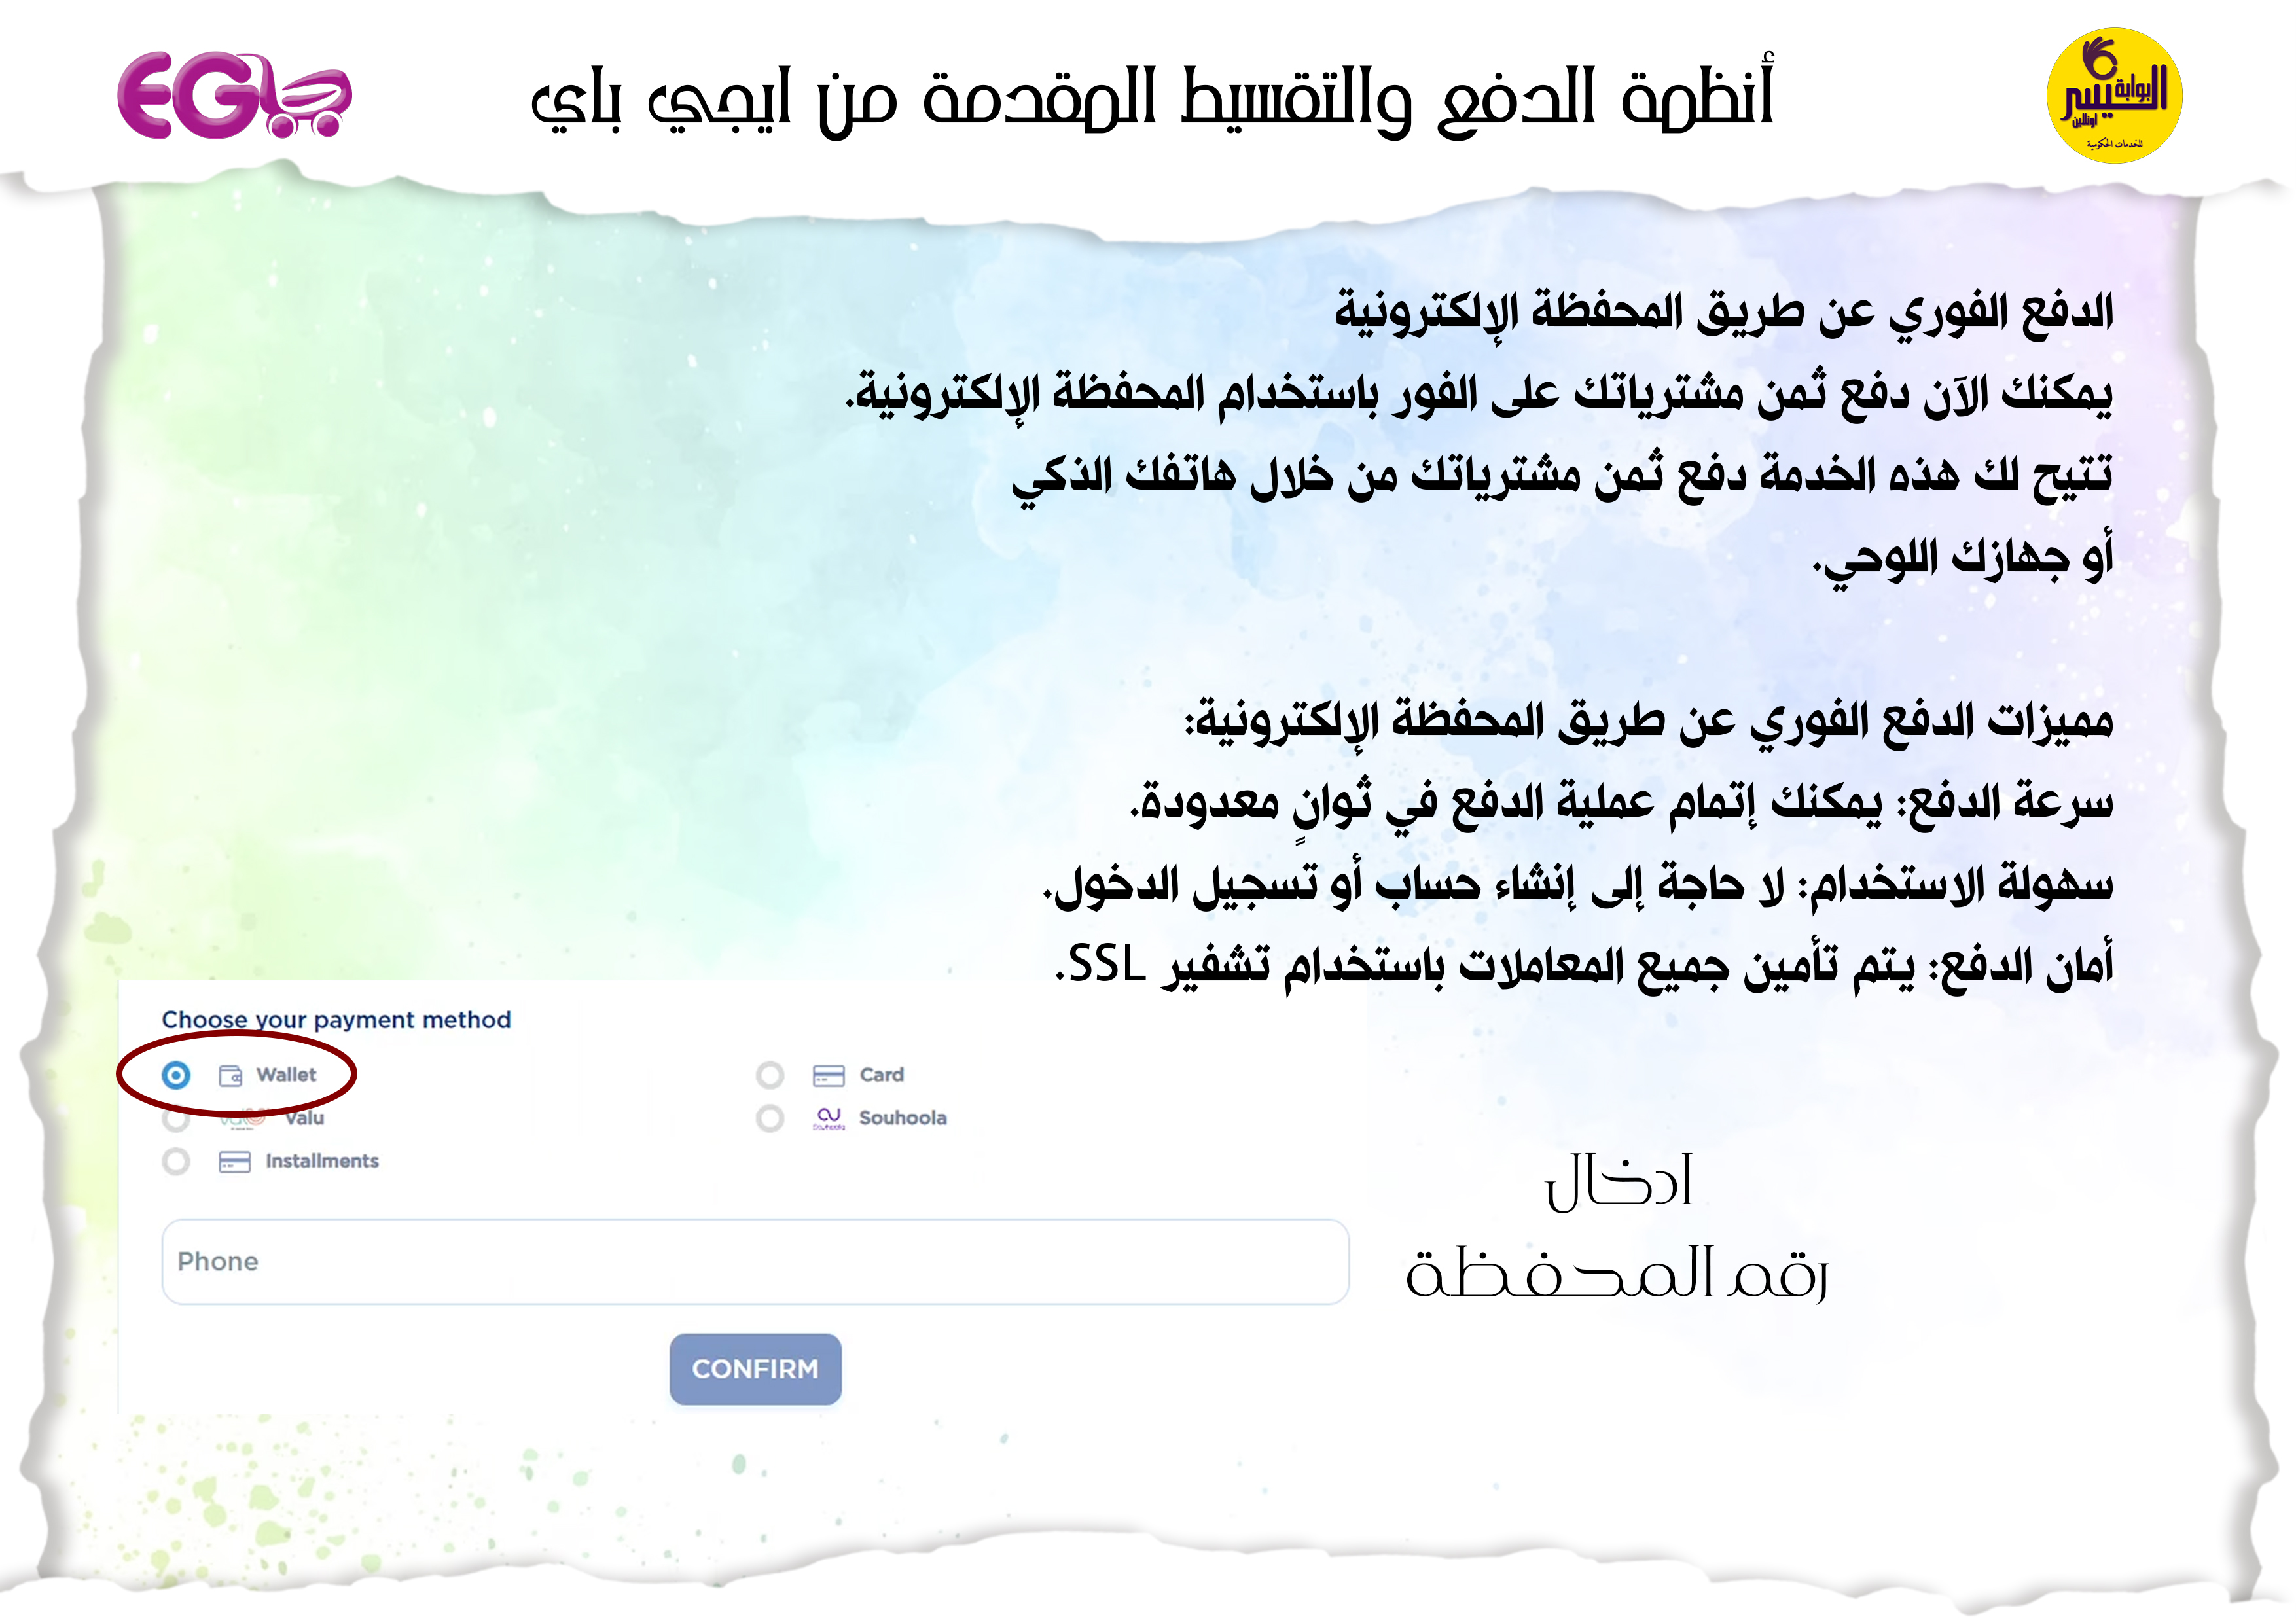 EG
أنظمة الدفع والتقسيط المقدمة من ايجي باي
البوابة
السيسر
اونلاين
للخدمات الحكومية
الدفع الفوري عن طريق المحفظة الإلكترونية
يمكنك الآن دفع ثمن مشترياتك على الفور باستخدام المحفظة الإلكترونية.
تتيح لك هذه الخدمة دفع ثمن مشترياتك من خلال هاتفك الذكي
أو جهازك اللوحي.
مميزات الدفع الفوري عن طريق المحفظة الإلكترونية:
سرعة الدفع: يمكنك إتمام عملية الدفع في ثوانٍ معدودة.
سهولة الاستخدام: لا حاجة إلى إنشاء حساب أو تسجيل الدخول.
أمان الدفع: يتم تأمين جميع المعاملات باستخدام تشفير SSL.
Choose your payment method
Wallet
Card
Valu
Souhoola
Installments
Phone
CONFIRM
ادخال
رقم المحفظة